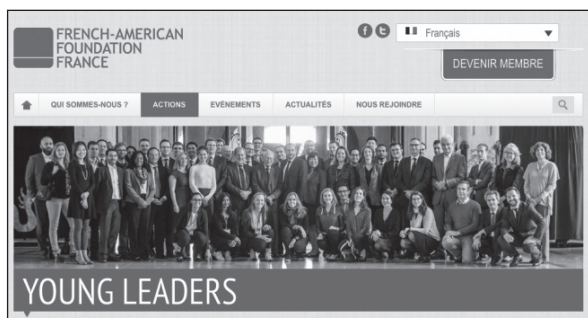 FRENCH-AMERICAN
FOUNDATION
FRANCE
Français
DEVENIR MEMBRE
QUI SOMMES-NOUS ?
ACTIONS
EVÉNEMENTS
ACTUALITÉS
NOUS REJOINDRE
YOUNG LEADERS